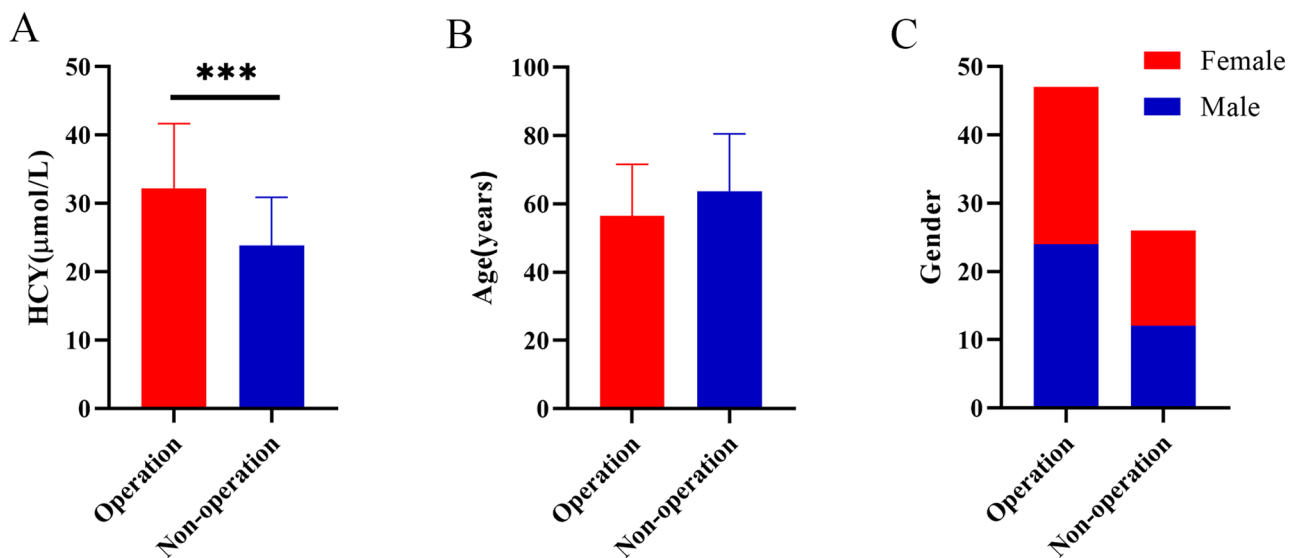 A
HCY(μmol/L)
50
40
30
20
10
0
***
Operation
Non-operation
B
Age(years)
100
80
60
40
20
0
Operation
Non-operation
C
Gender
50
40
30
20
10
0
Female
Male
Operation
Non-operation